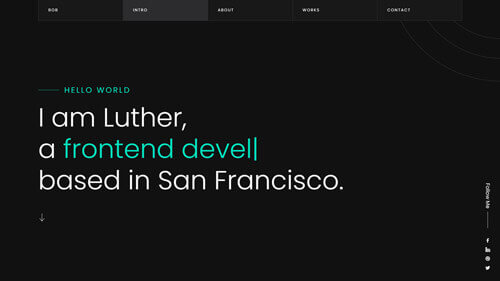 BOB
INTRO
ABOUT
WORKS
CONTACT
HELLO WORLD
I am Luther,
a frontend devel|
based in San Francisco.
Follow Me